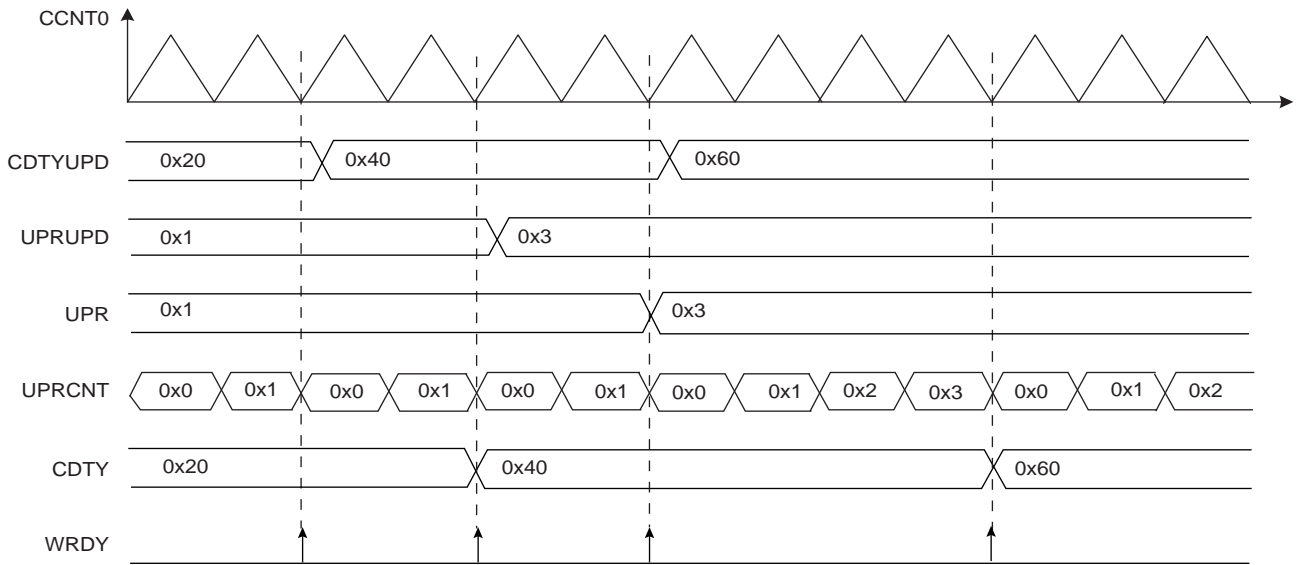 CCNT0
CDTYUPD 0x20 0x40 0x60
UPRUPD 0x1 0x3
UPR 0x1 0x3
UPRCNT 0x0 0x1 0x0 0x1 0x0 0x1 0x0 0x1 0x2 0x3 0x0 0x1 0x2
CDTY 0x20 0x40 0x60
WRDY